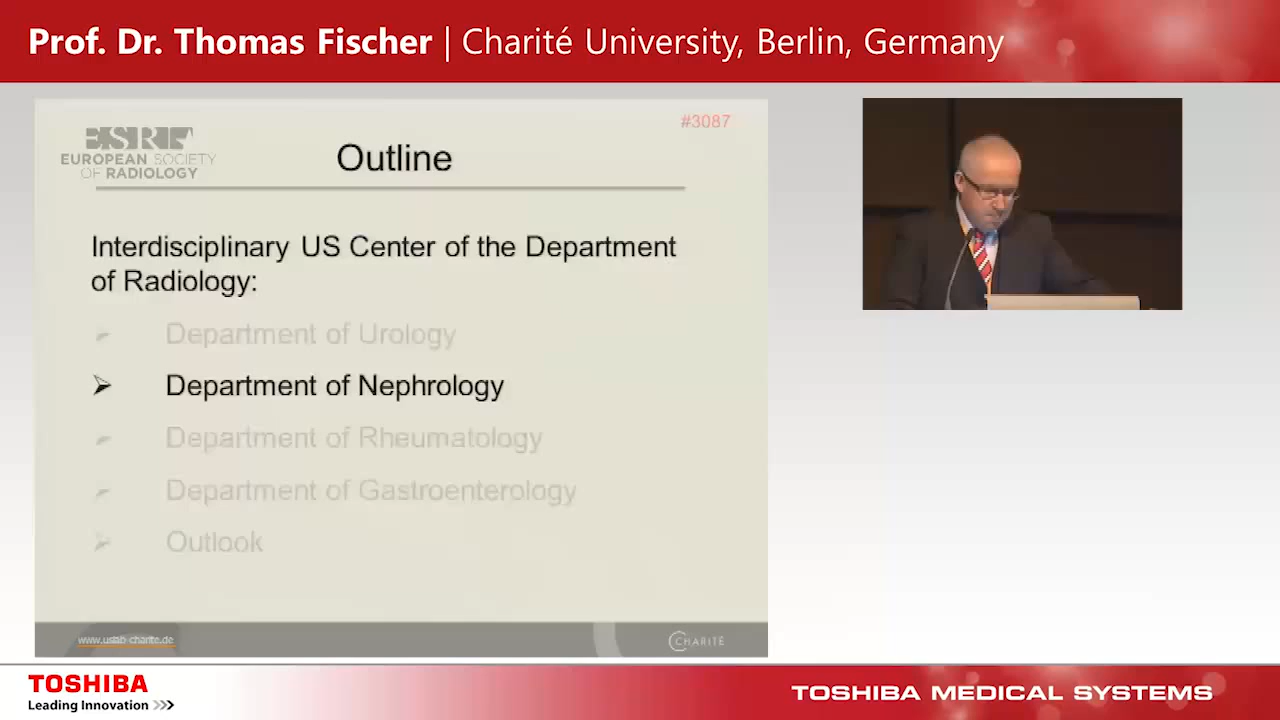 Prof. Dr. Thomas Fischer | Charité University, Berlin, Germany
#3087
ESR
EUROPEAN SOCIETY
OF RADIOLOGY
Outline
Interdisciplinary US Center of the Department
of Radiology:
Department of Urology
Department of Nephrology
Department of Rheumatology
Department of Gastroenterology
Outlook
www.uslab-charite.de
CHARITÉ
TOSHIBA
Leading Innovation >>>
TOSHIBA MEDICAL SYSTEMS